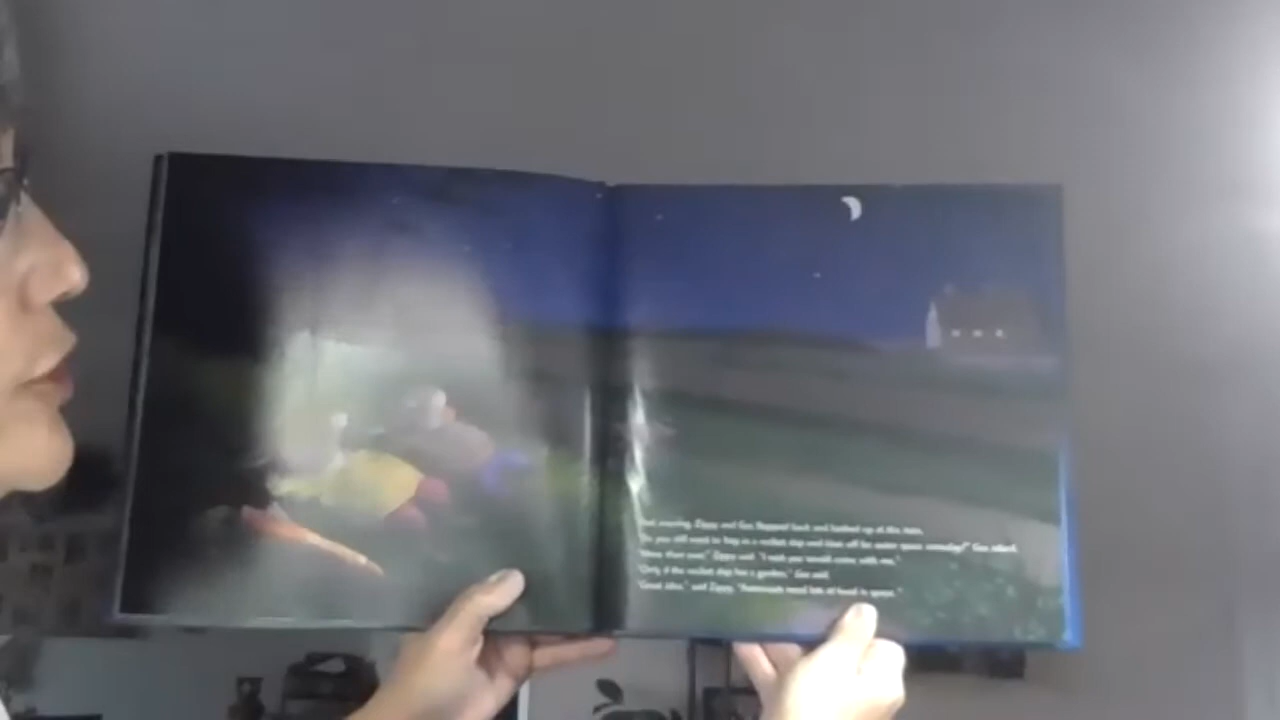 That evening, Zippy and Gus flopped back and looked up at the stars.
"Do you still want to hop in a rocket ship and blast off for outer space someday?" Gus asked.
"More than ever," Zippy said. "I wish you would come with me."
"Only if the rocket ship has a garden," Gus said.
"Great idea," said Zippy. "Astronauts need lots of food in space."